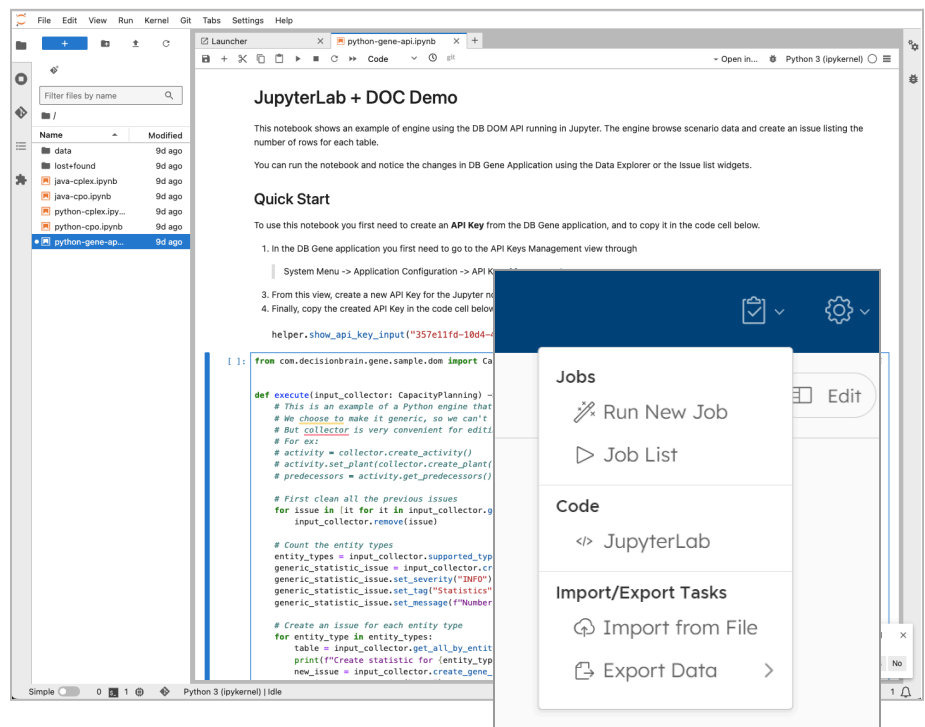 File Edit View Run Kernel Git Tabs Settings Help
Launcher × python-gene-api.ipynb × +
Code git Open in... Python 3 (ipykernel)
Filter files by name
/
Name Modified
data 9d ago
lost+found 9d ago
java-cplex.ipynb 9d ago
java-cpo.ipynb 9d ago
python-cplex.ipy... 9d ago
python-cpo.ipynb 9d ago
python-gene-ap... 9d ago
JupyterLab + DOC Demo
This notebook shows an example of engine using the DB DOM API running in Jupyter. The engine browse scenario data and create an issue listing the
number of rows for each table.
You can run the notebook and notice the changes in DB Gene Application using the Data Explorer or the Issue list widgets.
Quick Start
To use this notebook you first need to create an API Key from the DB Gene application, and to copy it in the code cell below.
1. In the DB Gene application you first need to go to the API Keys Management view through
System Menu -> Application Configuration -> API K
3. From this view, create a new API Key for the Jupyter no
4. Finally, copy the created API Key in the code cell below
helper.show_api_key_input("357e11fd-10d4-4
[ ]: from com.decisionbrain.gene.sample.dom import Ca
def execute(input_collector: CapacityPlanning) -
# This is an example of a Python engine that
# We choose to make it generic, so we can't
# But collector is very convenient for editi
# For ex:
# activity = collector.create_activity()
# activity.set_plant(collector.create_plant(
# predecessors = activity.get_predecessors()
# First clean all the previous issues
for issue in [it for it in input_collector.g
input_collector.remove(issue)
# Count the entity types
entity_types = input_collector.supported_typ
generic_statistic_issue = input_collector.cr
generic_statistic_issue.set_severity("INFO")
generic_statistic_issue.set_tag("Statistics"
generic_statistic_issue.set_message(f"Number
# Create an issue for each entity type
for entity_type in entity_types:
table = input_collector.get_all_by_entit
print(f"Create statistic for {entity_typ
new_issue = input_collector.create_gene_
Edit
Jobs
Run New Job
Job List
Code
JupyterLab
Import/Export Tasks
Import from File
Export Data
No
Simple 0 1 Python 3 (ipykernel) | Idle 1